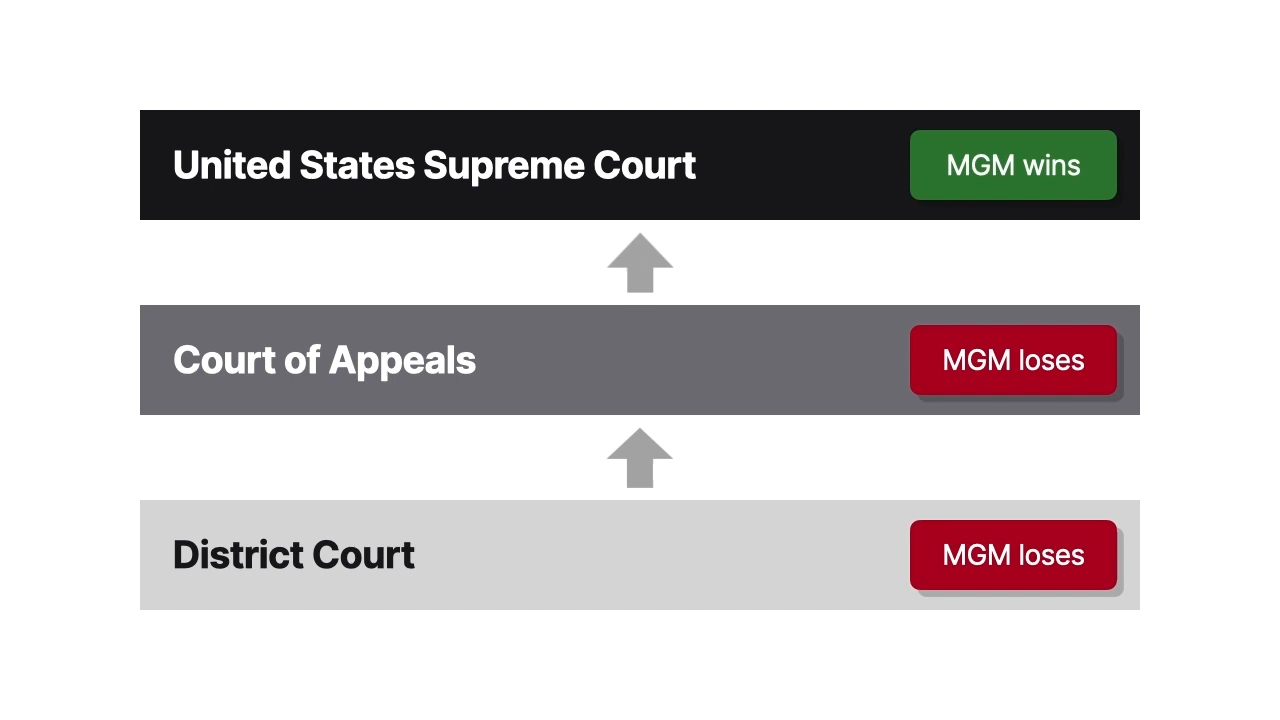 United States Supreme Court
MGM wins
Court of Appeals
MGM loses
District Court
MGM loses